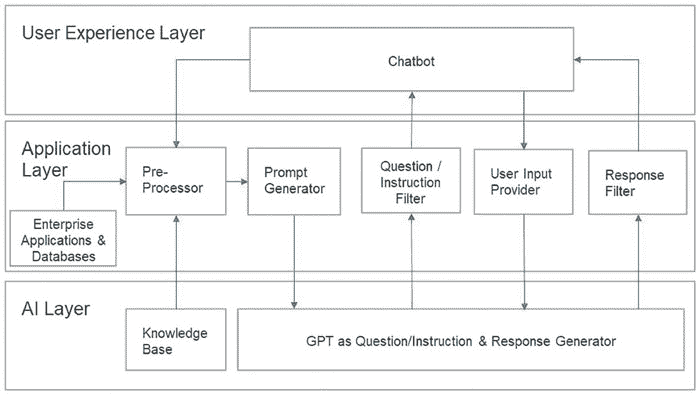 User Experience Layer
Chatbot
Application
Layer
Pre-
Processor
Prompt
Generator
Question /
Instruction
Filter
User Input
Provider
Response
Filter
Enterprise
Applications &
Databases
AI Layer
Knowledge
Base
GPT as Question/Instruction & Response Generator